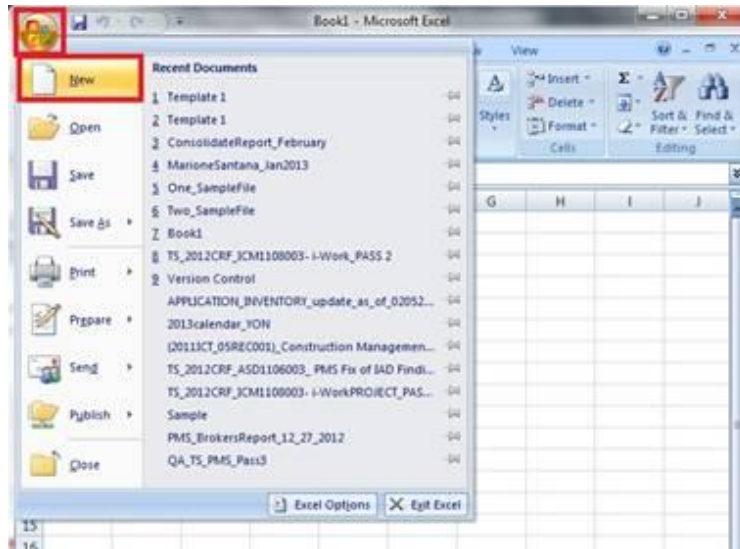 Book1 - Microsoft Excel
View
New
Open
Save
Save As
Print
Prepare
Send
Publish
Close
Recent Documents
1 Template 1
2 Template 1
3 ConsolidateReport_February
4 MarioneSantana_Jan2013
5 One_SampleFile
6 Two_SampleFile
7 Book1
8 TS_2012CRF_ICM1108003- i-Work_PASS 2
9 Version Control
APPLICATION_INVENTORY_update_as_of_02052...
2013calendar_YON
(2011ICT_05REC001)_Construction Managemen...
TS_2012CRF_ASD1106003_ PMS Fix of IAD Findi...
TS_2012CRF_ICM1108003- i-WorkPROJECT_PAS...
Sample
PMS_BrokersReport_12_27_2012
QA_TS_PMS_Pass3
Excel Options
Exit Excel
Styles
Insert
Delete
Format
Cells
Σ
Sort & Filter
Find & Select
Editing
G H I J
15
16